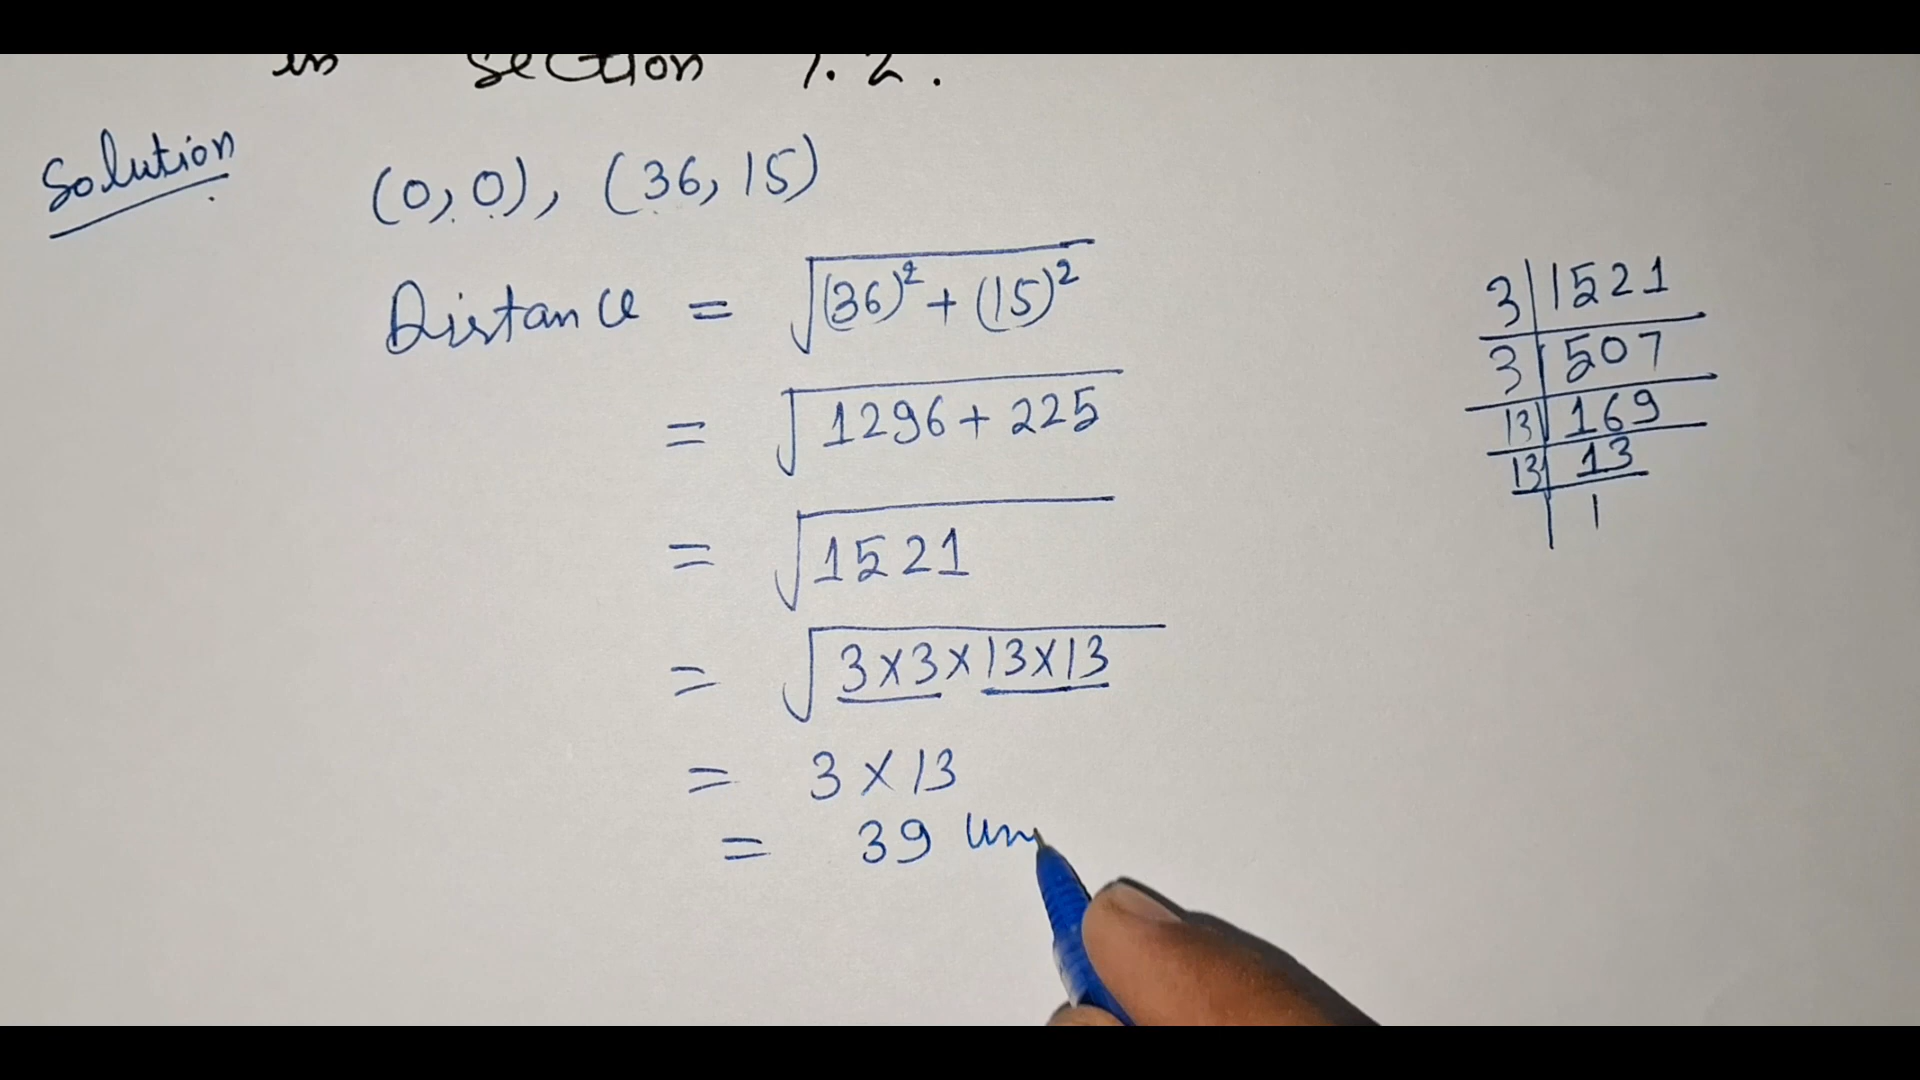 in section 7.2.
Solution (0,0), (36,15)
Distance = √(36)² + (15)²
= √1296 + 225
= √1521
= √3×3×13×13
= 3×13
= 39 Un
3 | 1521
3 | 507
13 | 169
13 | 13
| 1